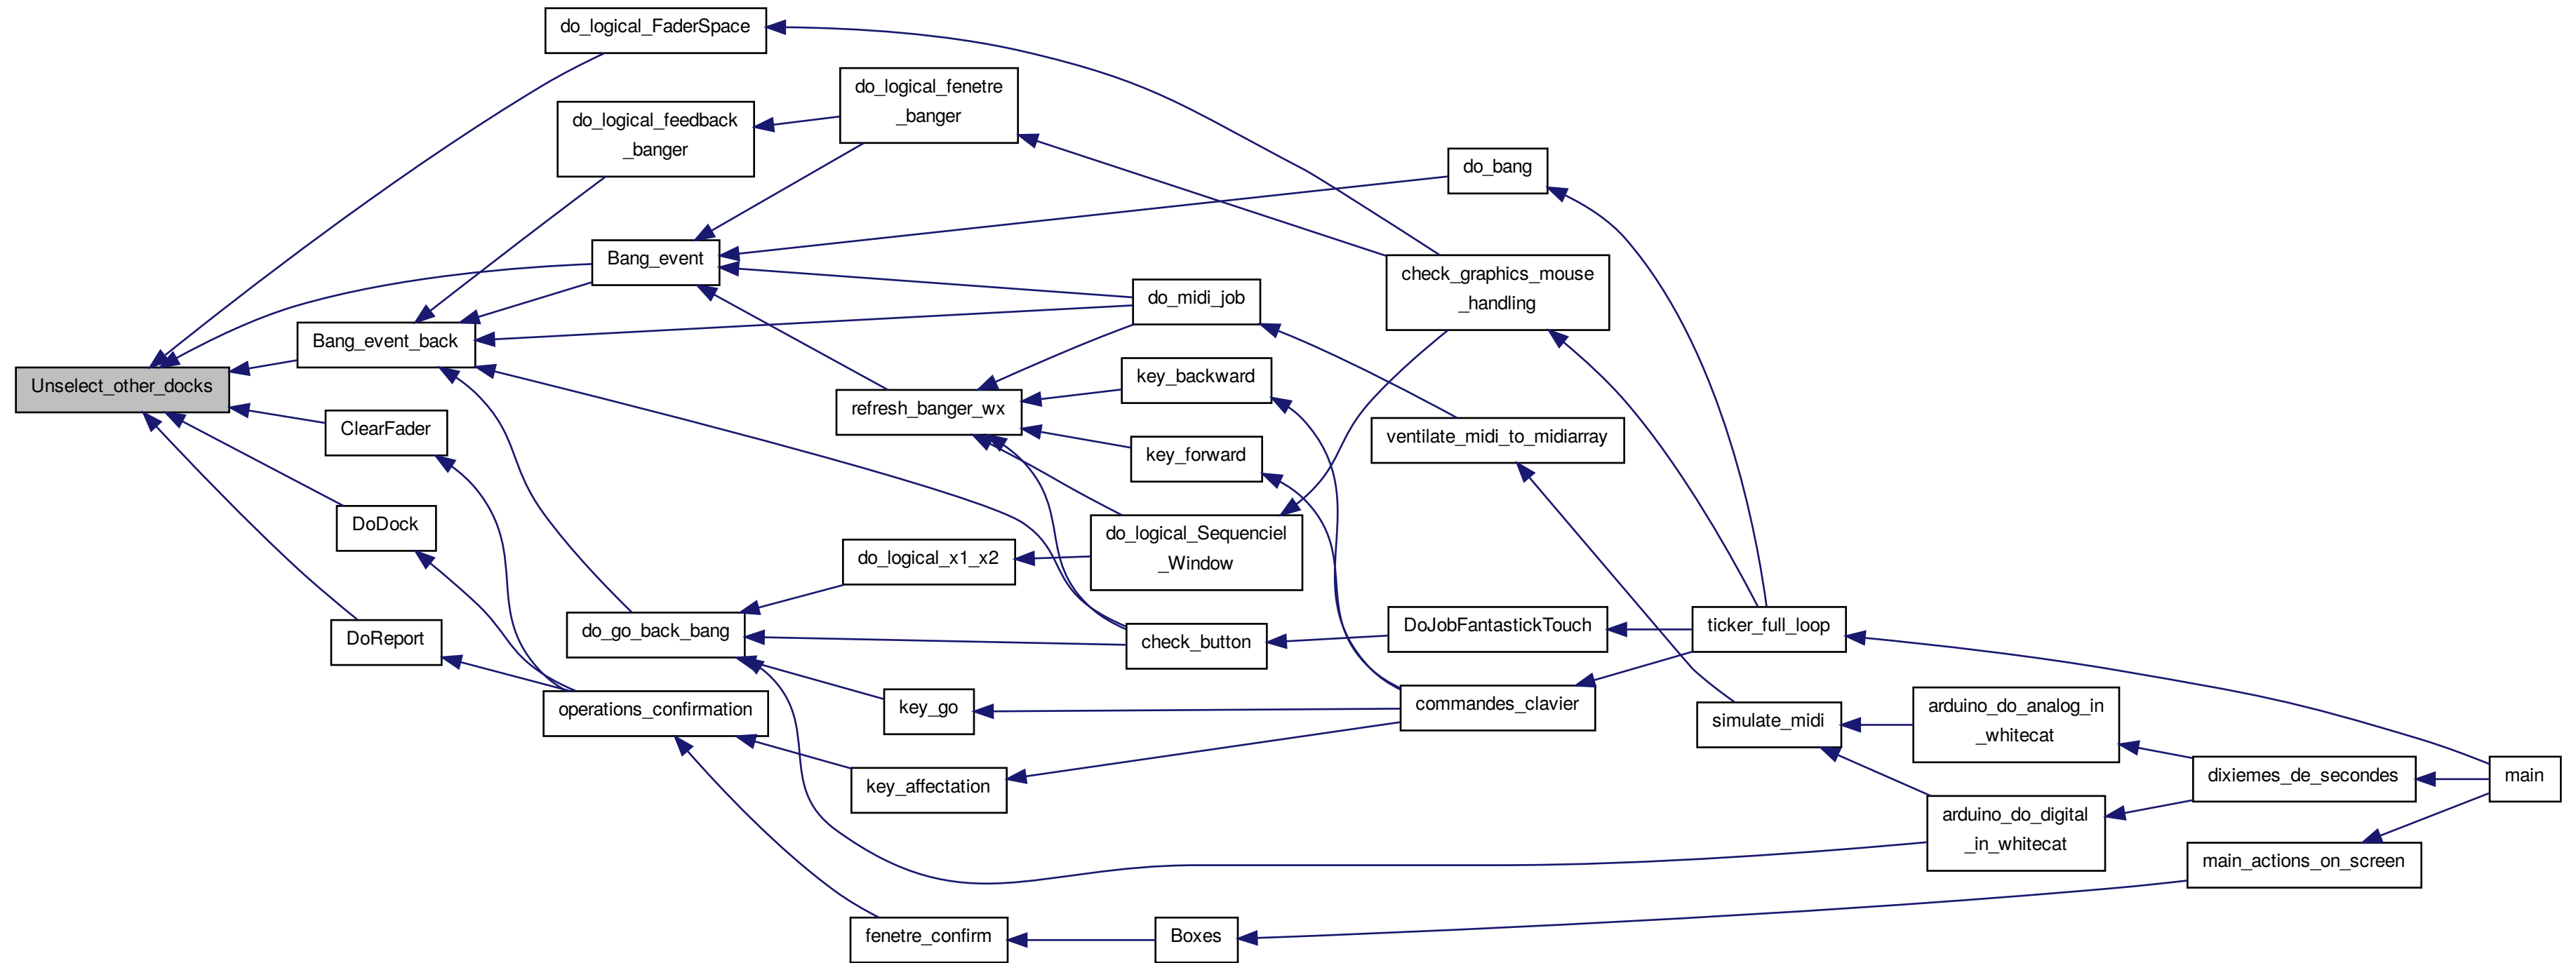 do_logical_FaderSpace
do_logical_fenetre
_banger
do_logical_feedback
_banger
do_bang
Bang_event
check_graphics_mouse
_handling
do_midi_job
Bang_event_back
Unselect_other_docks
key_backward
refresh_banger_wx
ClearFader
ventilate_midi_to_midiarray
key_forward
DoDock
do_logical_Sequenciel
_Window
do_logical_x1_x2
DoReport
do_go_back_bang
check_button
DoJobFantastickTouch
ticker_full_loop
operations_confirmation
key_go
commandes_clavier
simulate_midi
arduino_do_analog_in
_whitecat
key_affectation
dixiemes_de_secondes
main
arduino_do_digital
_in_whitecat
main_actions_on_screen
fenetre_confirm
Boxes